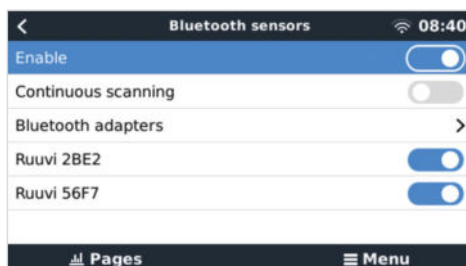 Bluetooth sensors 08:40
Enable
Continuous scanning
Bluetooth adapters
Ruuvi 2BE2
Ruuvi 56F7
Pages Menu